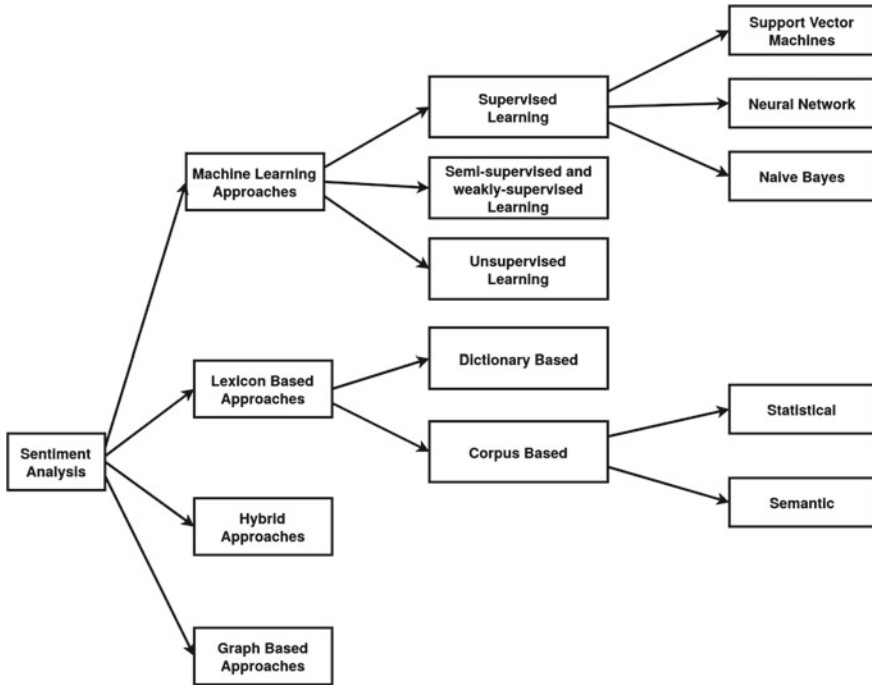 Support Vector
Machines
Supervised
Learning
Neural Network
Machine Learning
Approaches
Semi-supervised and
weakly-supervised
Learning
Naive Bayes
Unsupervised
Learning
Lexicon Based
Approaches
Dictionary Based
Statistical
Sentiment
Analysis
Corpus Based
Semantic
Hybrid
Approaches
Graph Based
Approaches